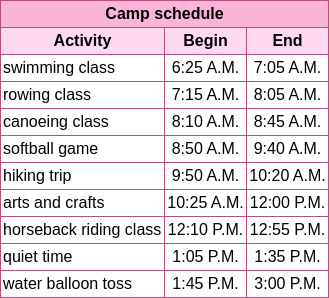 Camp schedule
Activity Begin End
swimming class 6:25 A.M. 7:05 A.M.
rowing class 7:15 A.M. 8:05 A.M.
canoeing class 8:10 A.M. 8:45 A.M.
softball game 8:50 A.M. 9:40 A.M.
hiking trip 9:50 A.M. 10:20 A.M.
arts and crafts 10:25 A.M. 12:00 P.M.
horseback riding class 12:10 P.M. 12:55 P.M.
quiet time 1:05 P.M. 1:35 P.M.
water balloon toss 1:45 P.M. 3:00 P.M.